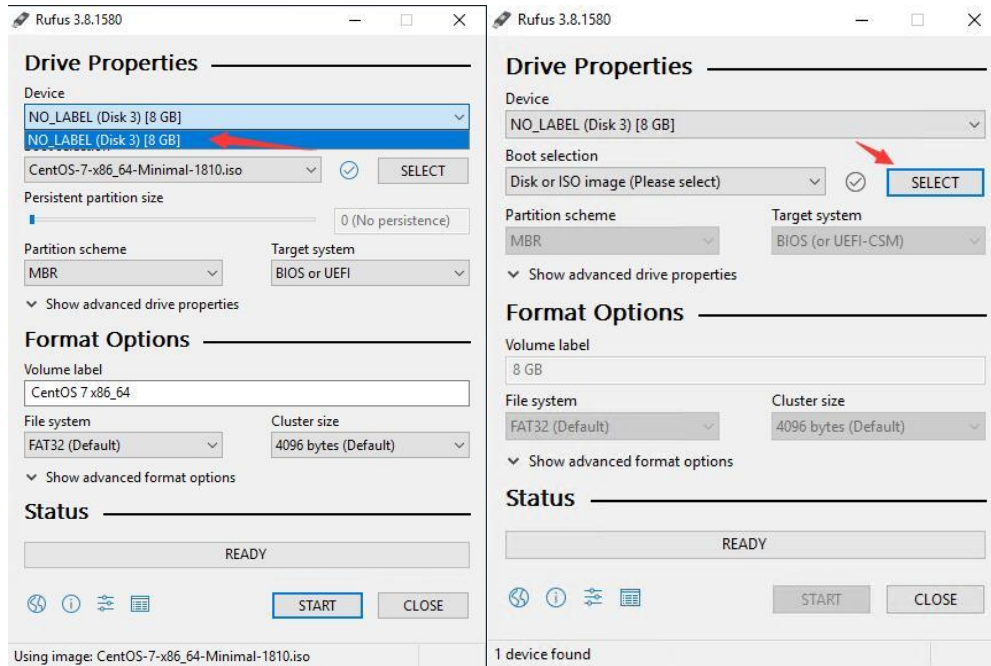 Rufus 3.8.1580
Drive Properties
Device
NO_LABEL (Disk 3) [8 GB]
NO_LABEL (Disk 3) [8 GB]
CentOS-7-x86_64-Minimal-1810.iso
SELECT
Persistent partition size
0 (No persistence)
Partition scheme
Target system
MBR
BIOS or UEFI
Show advanced drive properties
Format Options
Volume label
CentOS 7 x86_64
File system
Cluster size
FAT32 (Default)
4096 bytes (Default)
Show advanced format options
Status
READY
START
CLOSE
Using image: CentOS-7-x86_64-Minimal-1810.iso
Rufus 3.8.1580
Drive Properties
Device
NO_LABEL (Disk 3) [8 GB]
Boot selection
Disk or ISO image (Please select)
SELECT
Partition scheme
Target system
MBR
BIOS (or UEFI-CSM)
Show advanced drive properties
Format Options
Volume label
8 GB
File system
Cluster size
FAT32 (Default)
4096 bytes (Default)
Show advanced format options
Status
READY
START
CLOSE
1 device found